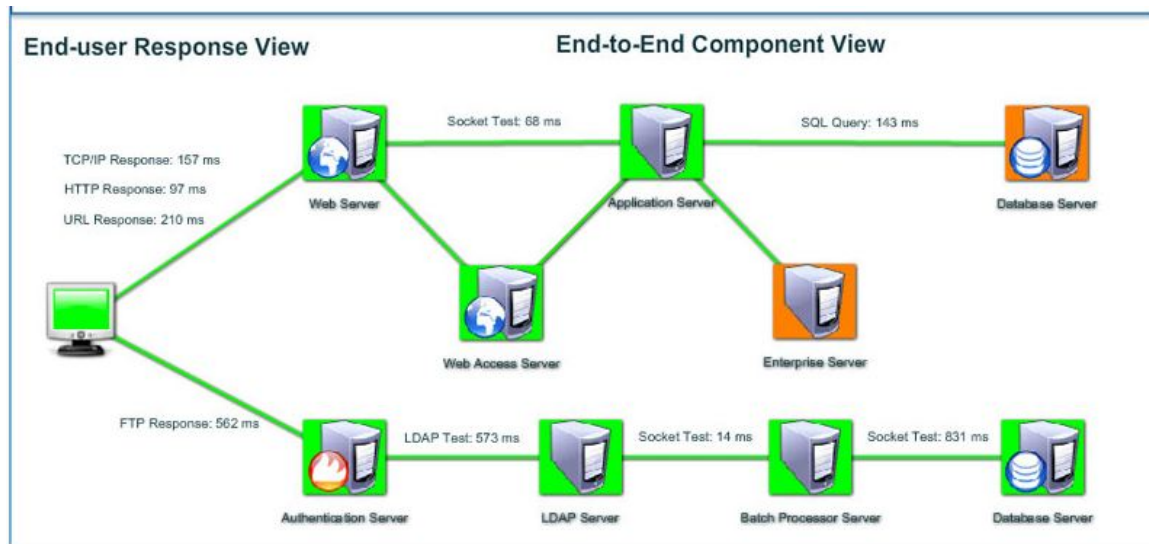 End-user Response View
End-to-End Component View
Socket Test: 68 ms
SQL Query: 143 ms
TCP/IP Response: 157 ms
HTTP Response: 97 ms
URL Response: 210 ms
Web Server
Application Server
Database Server
Web Access Server
Enterprise Server
FTP Response: 562 ms
LDAP Test: 573 ms
Socket Test: 14 ms
Socket Test: 831 ms
Authentication Server
LDAP Server
Batch Processor Server
Database Server